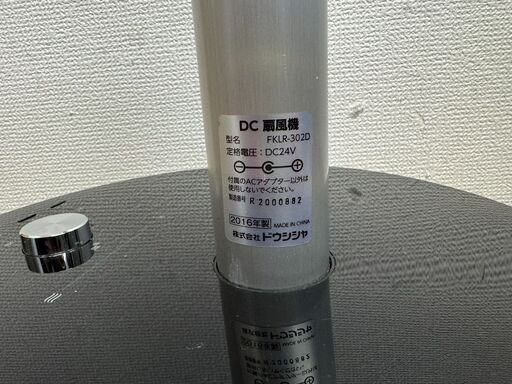 DC 扇風機
型名 FKLR-302D
定格電圧：DC24V
付属のACアダプター以外は
使用しないでください。
製造番号 R 2000882
2016年製 MADE IN CHINA
株式会社 ドウシシャ